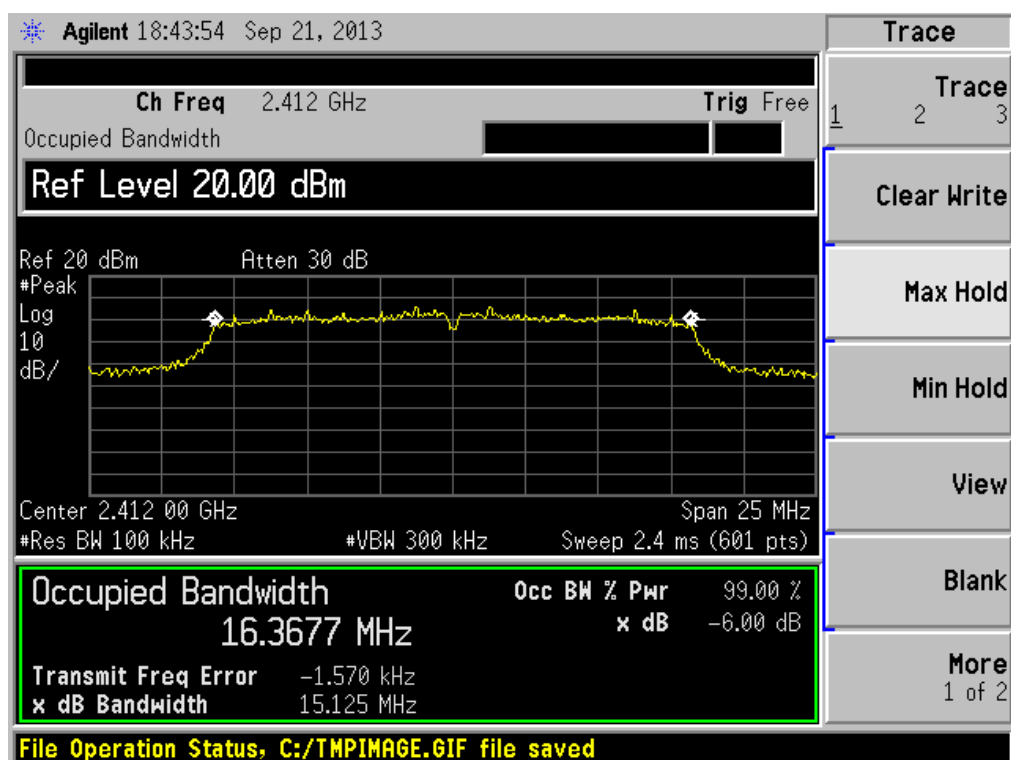 Agilent 18:43:54 Sep 21, 2013
Trace
Ch Freq 2.412 GHz Trig Free
Occupied Bandwidth
Ref Level 20.00 dBm
Ref 20 dBm Atten 30 dB
#Peak
Log
10
dB/
Center 2.412 00 GHz Span 25 MHz
#Res BW 100 kHz #VBW 300 kHz Sweep 2.4 ms (601 pts)
Occupied Bandwidth
16.3677 MHz
Occ BW % Pwr 99.00 %
x dB -6.00 dB
Transmit Freq Error -1.570 kHz
x dB Bandwidth 15.125 MHz
File Operation Status, C:/TMPIMAGE.GIF file saved
Trace
1 2 3
Clear Write
Max Hold
Min Hold
View
Blank
More
1 of 2